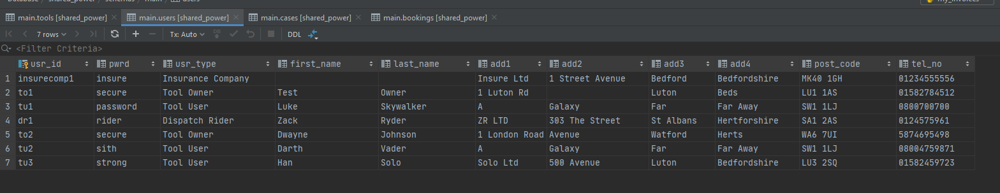 Database shared_power schemas main users my_invoices
main.tools [shared_power] main.users [shared_power] main.cases [shared_power] main.bookings [shared_power]
7 rows Tx: Auto DB DDL
<Filter Criteria>
usr_id pwrd usr_type first_name last_name add1 add2 add3 add4 post_code tel_no
1 insurecomp1 insure Insurance Company Insure Ltd 1 Street Avenue Bedford Bedfordshire MK40 1GH 01234555556
2 to1 secure Tool Owner Test Owner 1 Luton Rd Luton Beds LU1 1AS 01582784512
3 tu1 password Tool User Luke Skywalker A Galaxy Far Far Away SW1 1LJ 0800700700
4 dr1 rider Dispatch Rider Zack Ryder ZR LTD 303 The Street St Albans Hertforshire SA1 2AS 0124575961
5 to2 secure Tool Owner Dwayne Johnson 1 London Road Avenue Watford Herts WA6 7UI 5874695498
6 tu2 sith Tool User Darth Vader A Galaxy Far Far Away SW1 1LJ 08004759871
7 tu3 strong Tool User Han Solo Solo Ltd 500 Avenue Luton Bedfordshire LU3 2SQ 01582459723